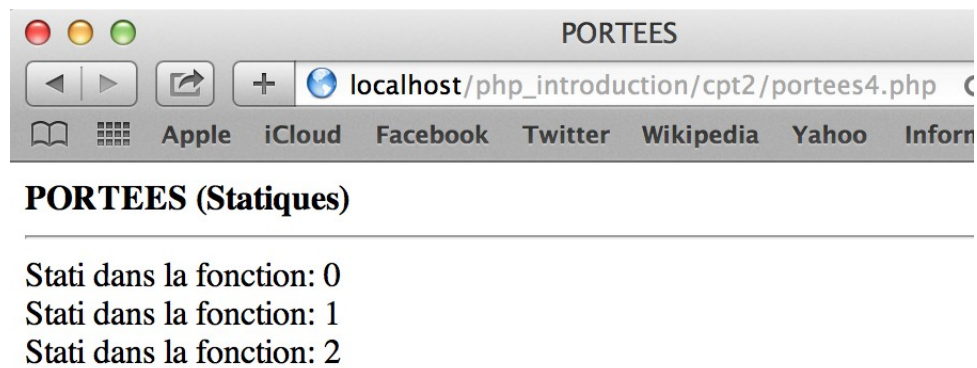 PORTEES
localhost/php_introduction/cpt2/portees4.php
Apple iCloud Facebook Twitter Wikipedia Yahoo
PORTEES (Statiques)
Stati dans la fonction: 0
Stati dans la fonction: 1
Stati dans la fonction: 2